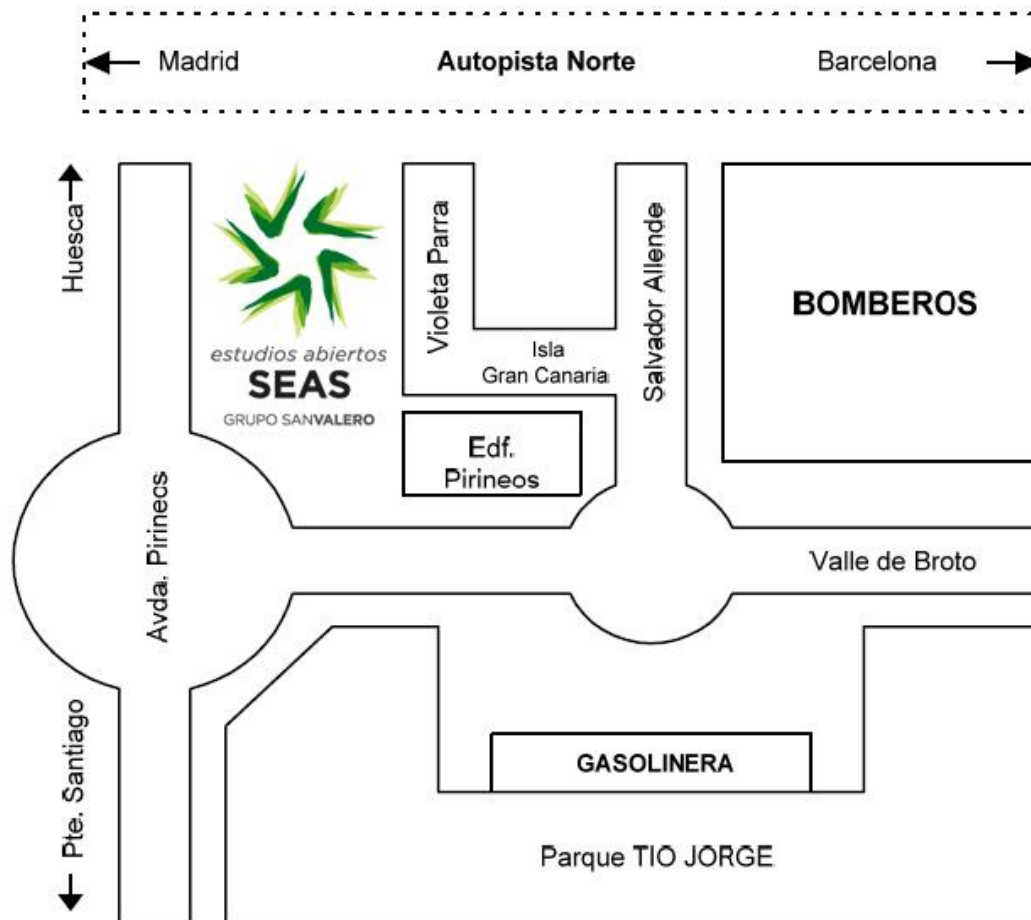 Madrid
Autopista Norte
Barcelona
Huesca
Violeta Parra
Salvador Allende
BOMBEROS
estudios abiertos
SEAS
GRUPO SANVALERO
Isla
Gran Canaria
Edf.
Pirineos
Avda. Pirineos
Valle de Broto
Pte. Santiago
GASOLINERA
Parque TIO JORGE